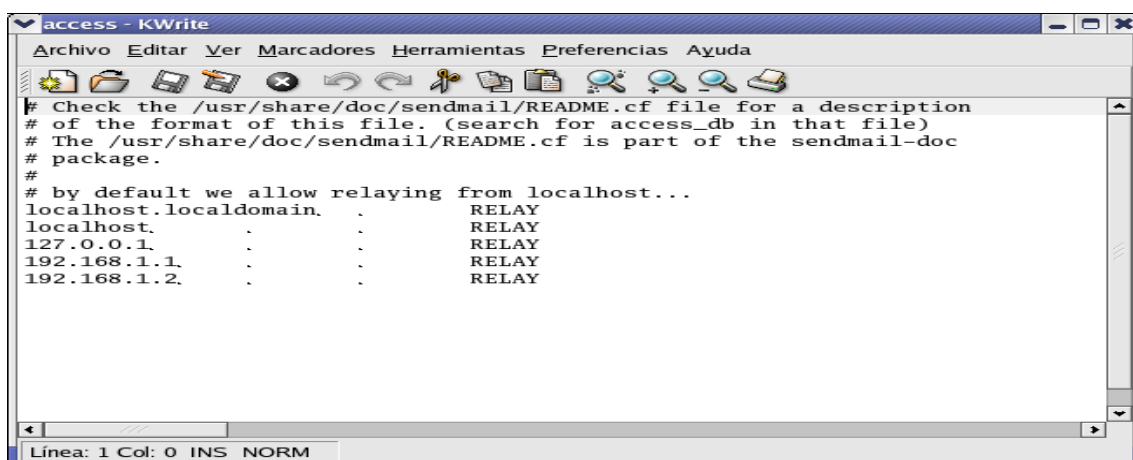 access - KWrite
Archivo Editar Ver Marcadores Herramientas Preferencias Ayuda
# Check the /usr/share/doc/sendmail/README.cf file for a description
# of the format of this file. (search for access_db in that file)
# The /usr/share/doc/sendmail/README.cf is part of the sendmail-doc
# package.
#
# by default we allow relaying from localhost...
localhost.localdomain RELAY
localhost RELAY
127.0.0.1 RELAY
192.168.1.1 RELAY
192.168.1.2 RELAY
Línea: 1 Col: 0 INS NORM